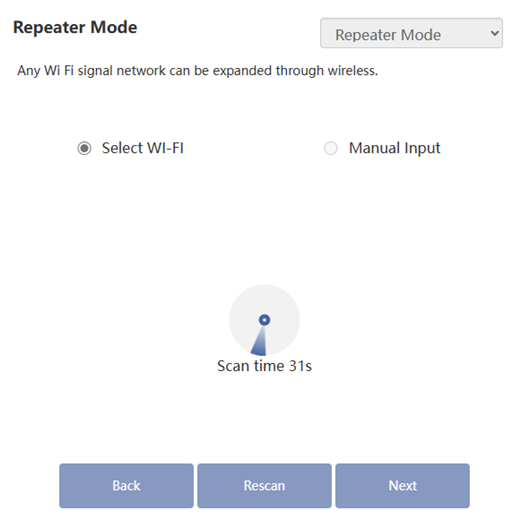 Repeater Mode
Repeater Mode
Any Wi Fi signal network can be expanded through wireless.
Select WI-FI
Manual Input
Scan time 31s
Back
Rescan
Next